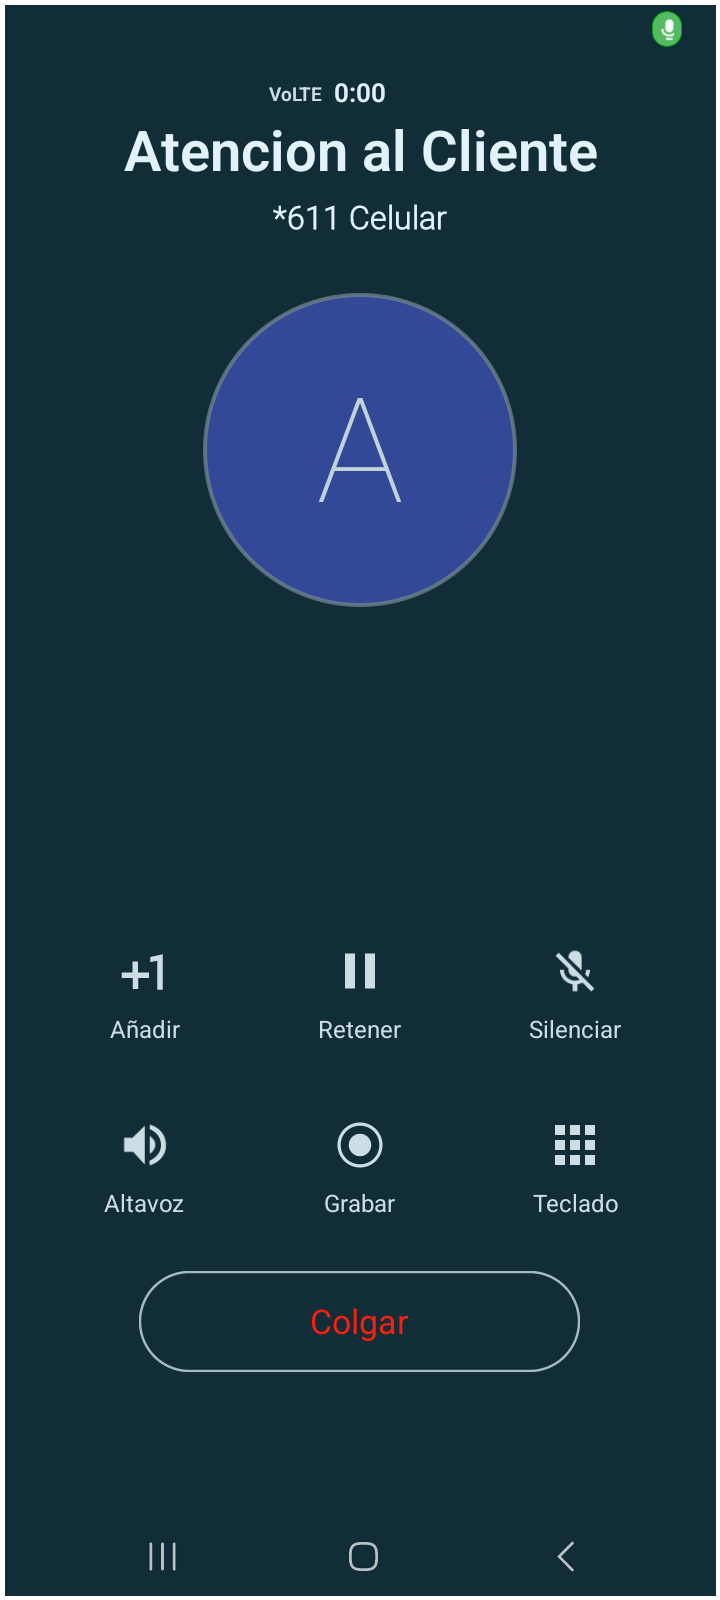 VoLTE 0:00
Atencion al Cliente
*611 Celular
A
+1
Añadir Retener Silenciar
Altavoz Grabar Teclado
Colgar